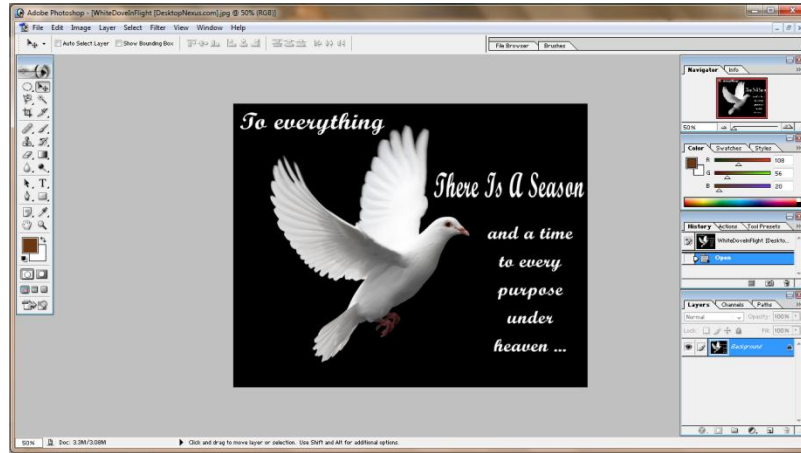 Adobe Photoshop - [WhiteDoveInFlight [DesktopNexus.com].jpg @ 50% (RGB)]
File Edit Image Layer Select Filter View Window Help
Auto Select Layer Show Bounding Box
File Browser Brushes
To everything
There Is A Season
and a time
to every
purpose
under
heaven ...
Navigator Info
50%
Color Swatches Styles
R 108
G 56
B 20
History Actions Tool Presets
WhiteDoveInFlight [Deskto...
Open
Layers Channels Paths
Normal Opacity: 100%
Lock: Fill: 100%
Background
50% Doc: 3.3M/3.08M Click and drag to move layer or selection. Use Shift and Alt for additional options.